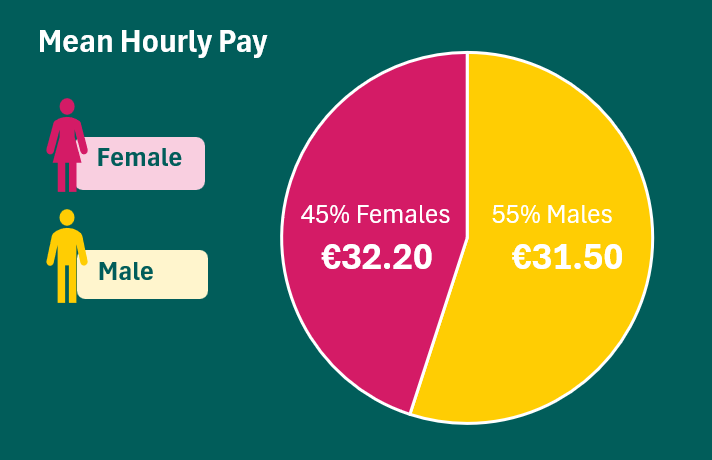 Mean Hourly Pay
Female
Male
45% Females
€32.20
55% Males
€31.50